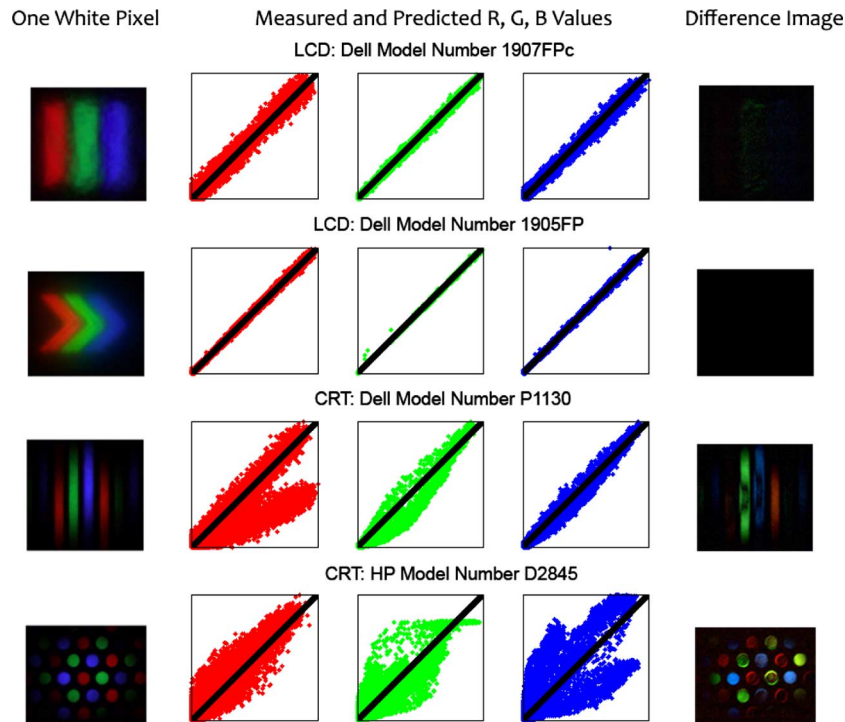 One White Pixel
Measured and Predicted R, G, B Values
Difference Image
LCD: Dell Model Number 1907FPc
LCD: Dell Model Number 1905FP
CRT: Dell Model Number P1130
CRT: HP Model Number D2845